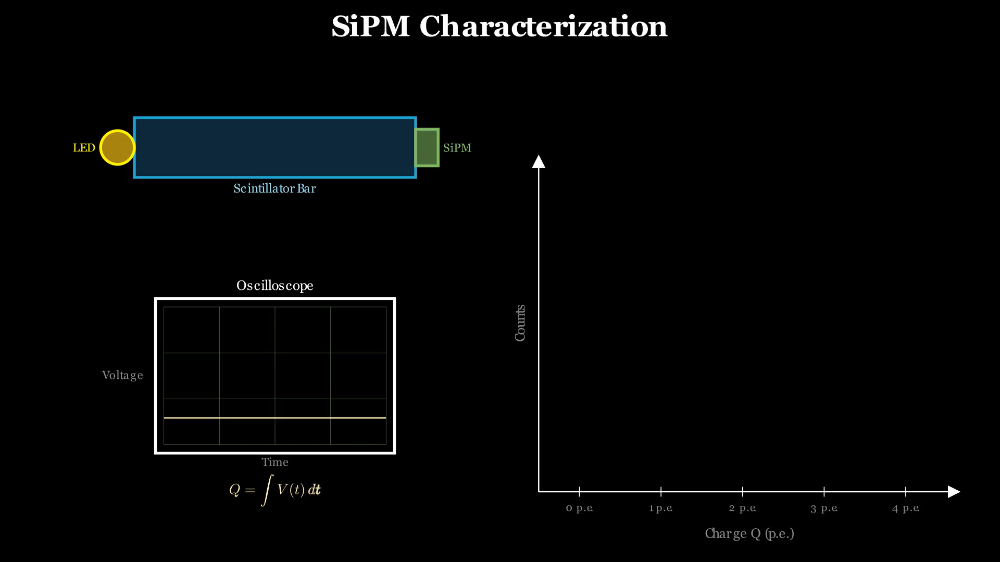 SiPM Characterization
LED
SiPM
Scintillator Bar
Oscilloscope
Voltage
Time
Q = ∫ V(t) dt
Counts
0 p.e. 1 p.e. 2 p.e. 3 p.e. 4 p.e.
Charge Q (p.e.)